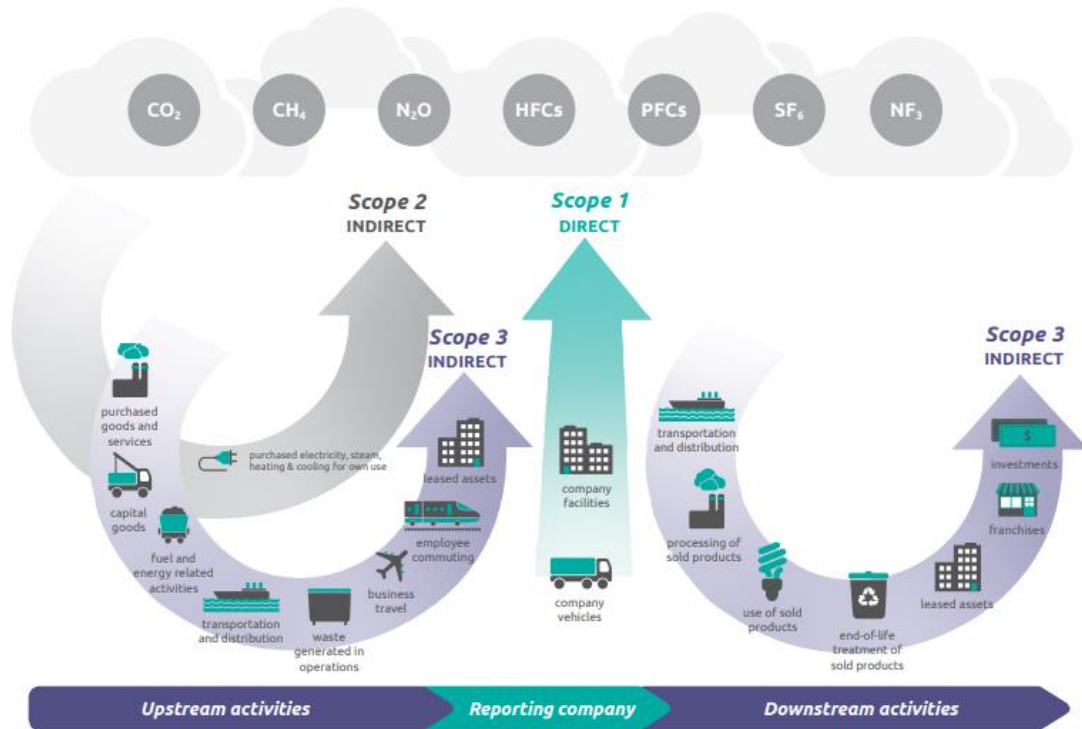 CO₂
CH₄
N₂O
HFCs
PFCs
SF₆
NF₃
Scope 2
INDIRECT
Scope 1
DIRECT
Scope 3
INDIRECT
Scope 3
INDIRECT
purchased
goods and
services
capital
goods
fuel and
energy related
activities
purchased electricity, steam,
heating & cooling for own use
transportation
and distribution
waste
generated in
operations
business
travel
employee
commuting
leased assets
company
facilities
company
vehicles
transportation
and distribution
processing of
sold products
use of sold
products
end-of-life
treatment of
sold products
leased assets
franchises
$
investments
Upstream activities
Reporting company
Downstream activities